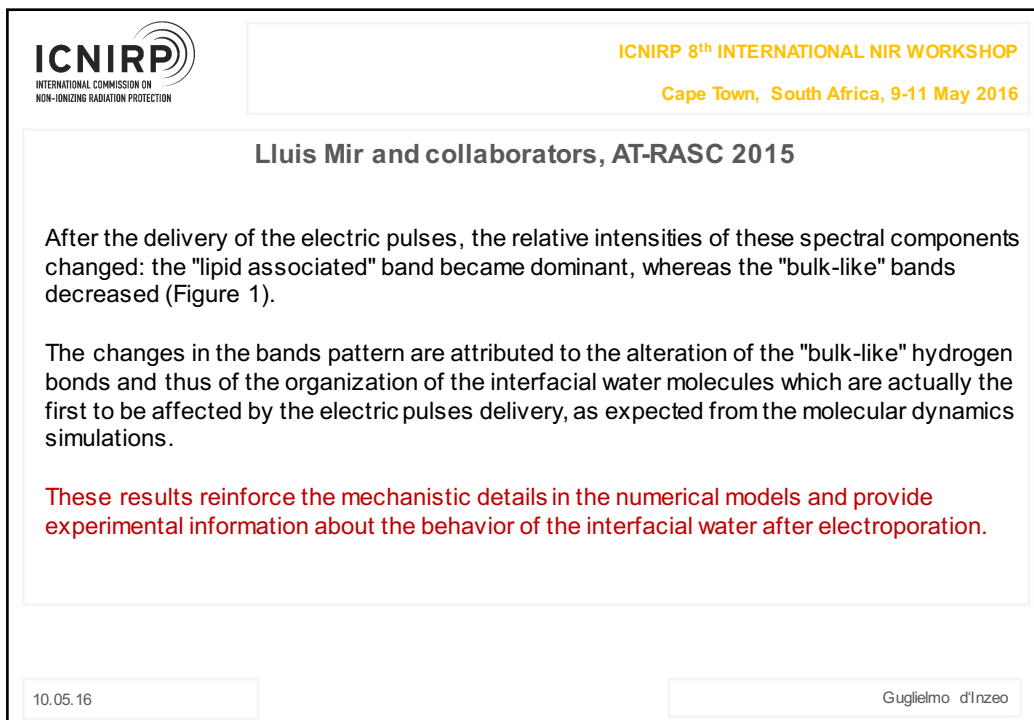 ICNIRP
INTERNATIONAL COMMISSION ON
NON-IONIZING RADIATION PROTECTION
ICNIRP 8th INTERNATIONAL NIR WORKSHOP
Cape Town, South Africa, 9-11 May 2016
Lluis Mir and collaborators, AT-RASC 2015
After the delivery of the electric pulses, the relative intensities of these spectral components
changed: the "lipid associated" band became dominant, whereas the "bulk-like" bands
decreased (Figure 1).
The changes in the bands pattern are attributed to the alteration of the "bulk-like" hydrogen
bonds and thus of the organization of the interfacial water molecules which are actually the
first to be affected by the electric pulses delivery, as expected from the molecular dynamics
simulations.
These results reinforce the mechanistic details in the numerical models and provide
experimental information about the behavior of the interfacial water after electroporation.
10.05.16
Guglielmo d'Inzeo